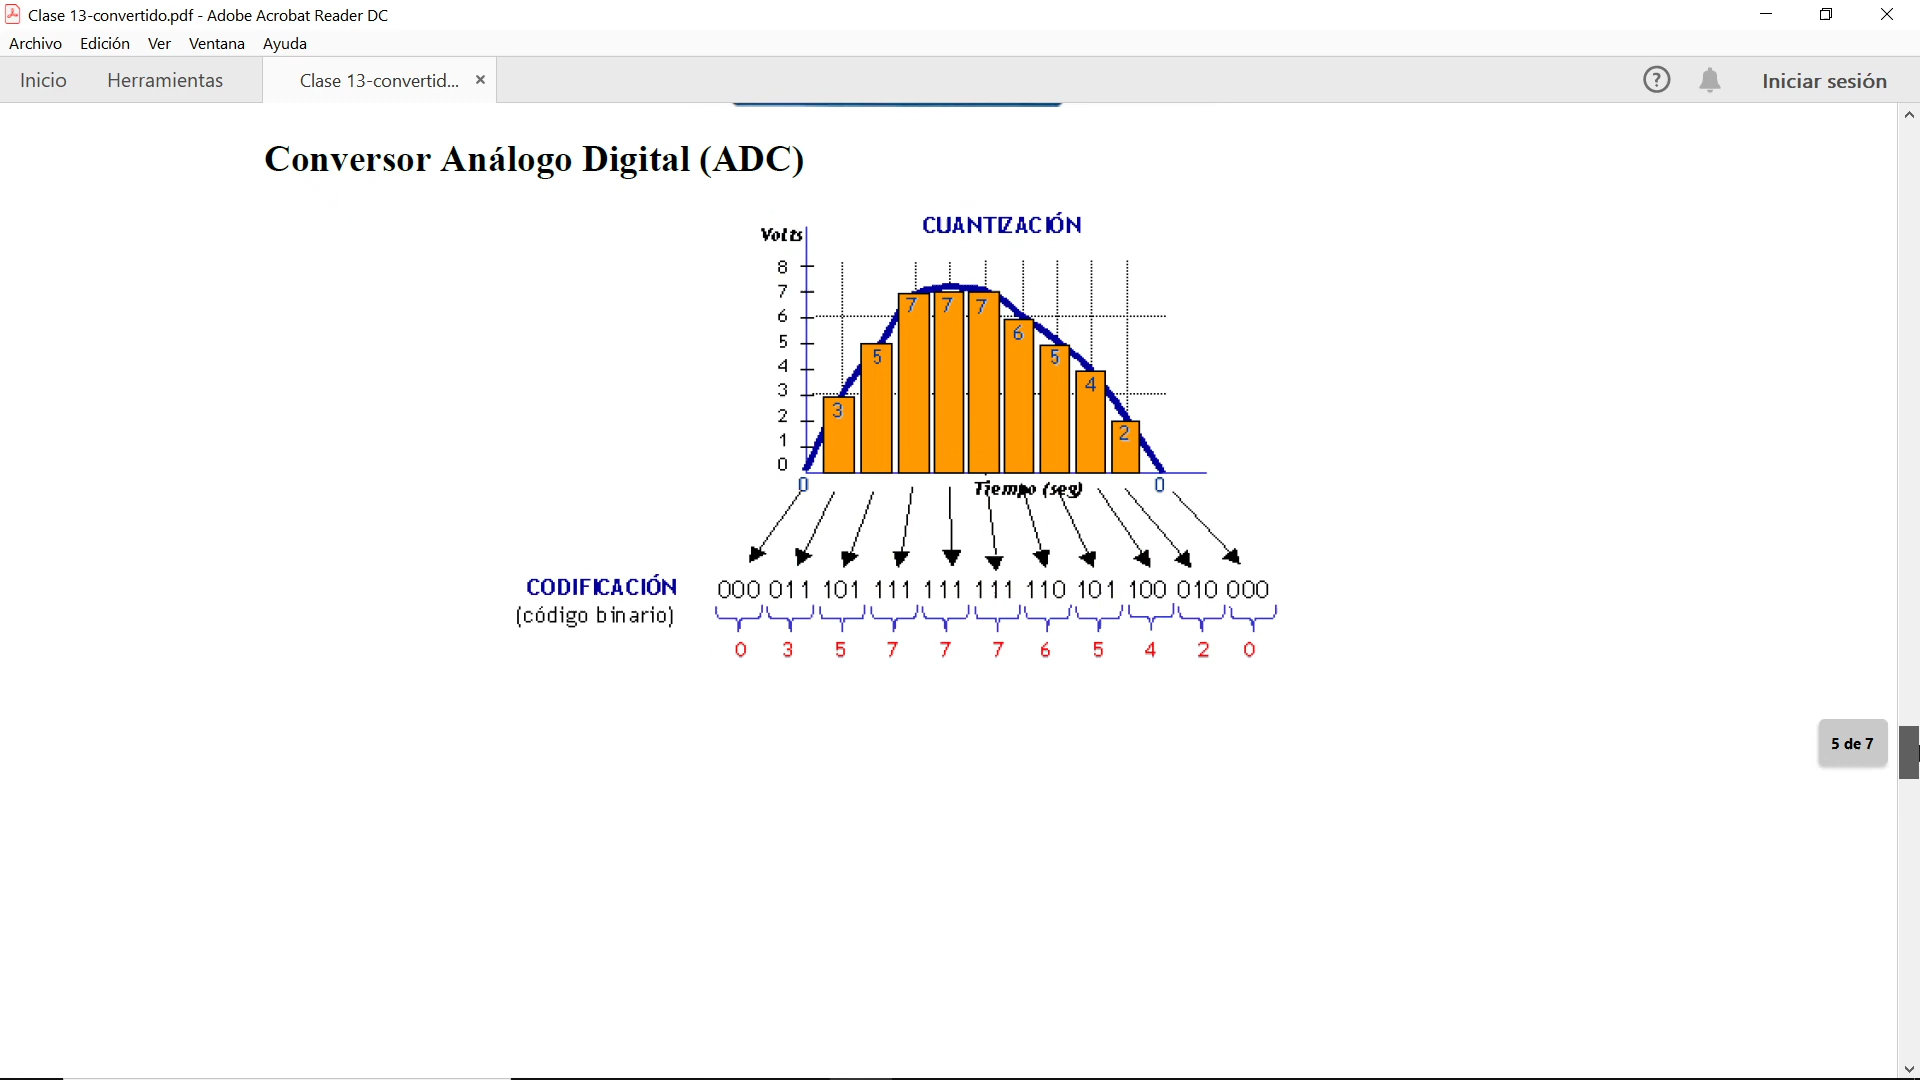 Clase 13-convertido.pdf - Adobe Acrobat Reader DC
Archivo Edición Ver Ventana Ayuda
Inicio Herramientas Clase 13-convertid... × ? Iniciar sesión
Conversor Análogo Digital (ADC)
CUANTIZACIÓN
Volts
8
7
6
5
4
3
2
1
0
3 5 7 7 7 6 5 4 2
0 Tiempo (seg) 0
CODIFICACIÓN 000 011 101 111 111 111 110 101 100 010 000
(código binario)
0 3 5 7 7 7 6 5 4 2 0
5 de 7